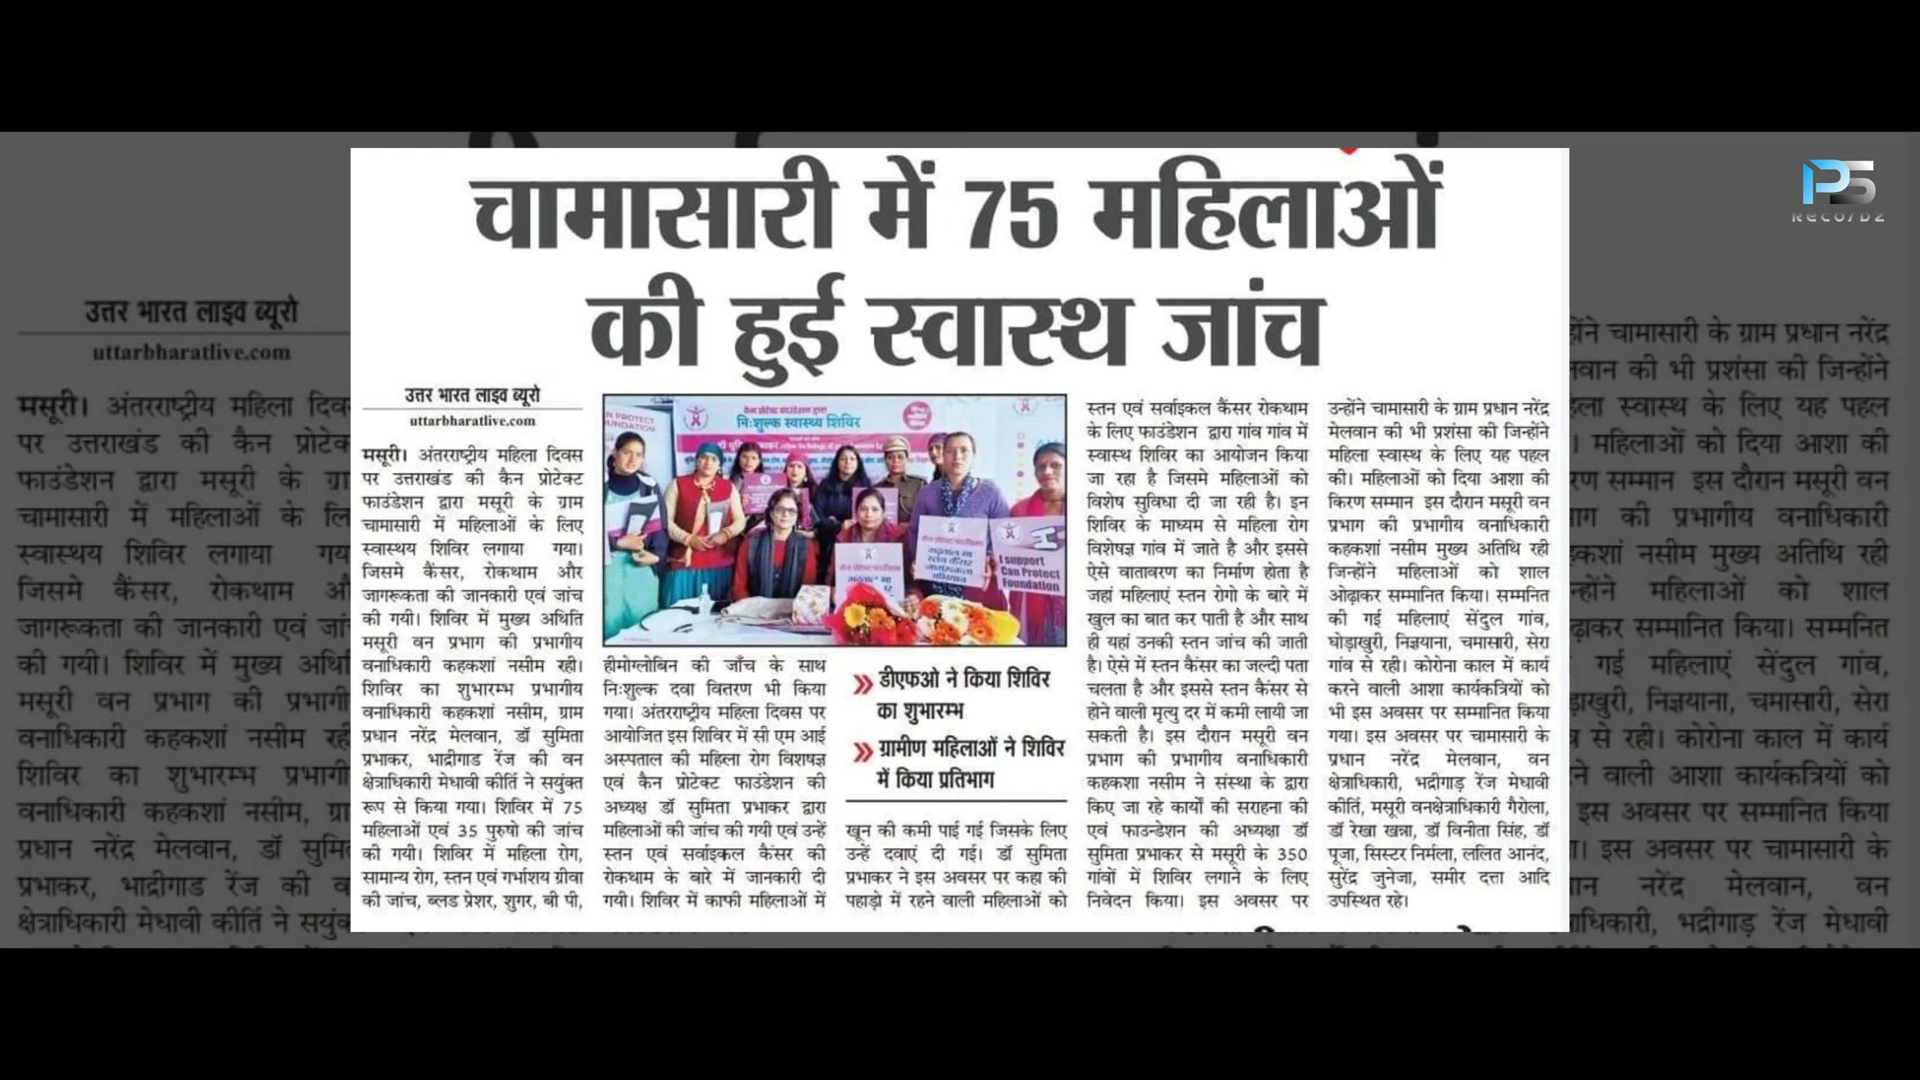 चामासारी में 75 महिलाओं
की हुई स्वास्थ जांच
उत्तर भारत लाइव ब्यूरो
uttarbharatlive.com
मसूरी। अंतरराष्ट्रीय महिला दिवस
पर उत्तराखंड की कैन प्रोटेक्ट
फाउंडेशन द्वारा मसूरी के ग्राम
चामासारी में महिलाओं के लिए
स्वास्थय शिविर लगाया गया।
जिसमे कैंसर, रोकथाम और
जागरूकता की जानकारी एवं जांच
की गयी। शिविर में मुख्य अथिति
मसूरी वन प्रभाग की प्रभागीय
वनाधिकारी कहकशां नसीम रही।
शिविर का शुभारम्भ प्रभागीय
वनाधिकारी कहकशां नसीम, ग्राम
प्रधान नरेंद्र मेलवान, डॉ सुमिता
प्रभाकर, भाद्रीगाड रेंज की वन
क्षेत्राधिकारी मेधावी कीर्ति ने सयुंक्त
रूप से किया गया। शिविर में 75
महिलाओं एवं 35 पुरुषो की जांच
की गयी। शिविर में महिला रोग,
सामान्य रोग, स्तन एवं गर्भाशय ग्रीवा
की जांच, ब्लड प्रेशर, शुगर, बी पी,
निःशुल्क स्वास्थ्य शिविर
I support
Can Protect
Foundation
हीमोग्लोबिन की जाँच के साथ
निःशुल्क दवा वितरण भी किया
गया। अंतरराष्ट्रीय महिला दिवस पर
आयोजित इस शिविर में सी एम आई
अस्पताल की महिला रोग विशषज्ञ
एवं कैन प्रोटेक्ट फाउंडेशन की
अध्यक्ष डॉ सुमिता प्रभाकर द्वारा
महिलाओं की जांच की गयी एवं उन्हें
स्तन एवं सर्वाइकल कैंसर की
रोकथाम के बारे में जानकारी दी
गयी। शिविर में काफी महिलाओं में
डीएफओ ने किया शिविर
का शुभारम्भ
ग्रामीण महिलाओं ने शिविर
में किया प्रतिभाग
खून की कमी पाई गई जिसके लिए
उन्हें दवाएं दी गई। डॉ सुमिता
प्रभाकर ने इस अवसर पर कहा की
पहाड़ो में रहने वाली महिलाओं को
स्तन एवं सर्वाइकल कैंसर रोकथाम
के लिए फाउंडेशन द्वारा गांव गांव में
स्वास्थ शिविर का आयोजन किया
जा रहा है जिसमे महिलाओं को
विशेष सुविधा दी जा रही है। इन
शिविर के माध्यम से महिला रोग
विशेषज्ञ गांव में जाते है और इससे
ऐसे वातावरण का निर्माण होता है
जहां महिलाएं स्तन रोगो के बारे में
खुल का बात कर पाती है और साथ
ही यहां उनकी स्तन जांच की जाती
है। ऐसे में स्तन कैंसर का जल्दी पता
चलता है और इससे स्तन कैंसर से
होने वाली मृत्यु दर में कमी लायी जा
सकती है। इस दौरान मसूरी वन
प्रभाग की प्रभागीय वनाधिकारी
कहकशा नसीम ने संस्था के द्वारा
किए जा रहे कार्यों की सराहना की
एवं फाउन्डेशन की अध्यक्षा डॉ
सुमिता प्रभाकर से मसूरी के 350
गांवों में शिविर लगाने के लिए
निवेदन किया। इस अवसर पर
उन्होंने चामासारी के ग्राम प्रधान नरेंद्र
मेलवान की भी प्रशंसा की जिन्होंने
महिला स्वास्थ के लिए यह पहल
की। महिलाओं को दिया आशा की
किरण सम्मान इस दौरान मसूरी वन
प्रभाग की प्रभागीय वनाधिकारी
कहकशां नसीम मुख्य अतिथि रही
जिन्होंने महिलाओं को शाल
ओढ़ाकर सम्मानित किया। सम्मनित
की गई महिलाएं सेंदुल गांव,
घोड़ाखुरी, निज्ञयाना, चमासारी, सेरा
गांव से रही। कोरोना काल में कार्य
करने वाली आशा कार्यकत्रियों को
भी इस अवसर पर सम्मानित किया
गया। इस अवसर पर चामासारी के
प्रधान नरेंद्र मेलवान, वन
क्षेत्राधिकारी, भद्रीगाड़ रेंज मेधावी
कीर्ति, मसूरी वनक्षेत्राधिकारी गैरोला,
डॉ रेखा खन्ना, डॉ विनीता सिंह, डॉ
पूजा, सिस्टर निर्मला, ललित आनंद,
सुरेंद्र जुनेजा, समीर दत्ता आदि
उपस्थित रहे।